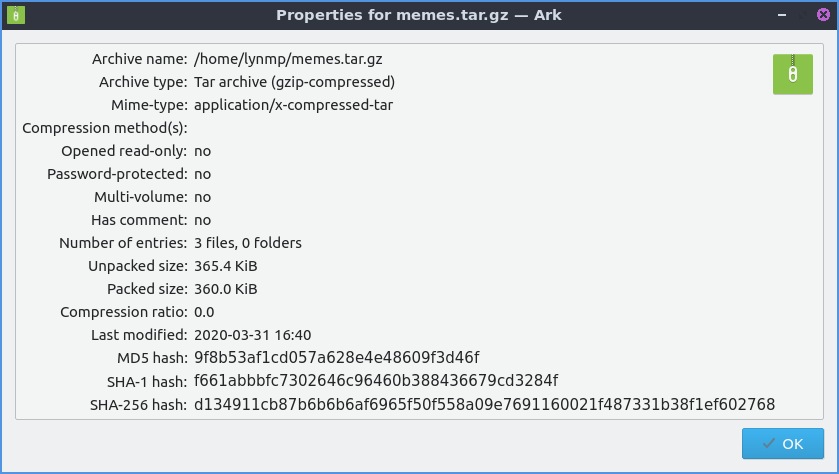 Properties for memes.tar.gz — Ark
Archive name: /home/lynmp/memes.tar.gz
Archive type: Tar archive (gzip-compressed)
Mime-type: application/x-compressed-tar
Compression method(s):
Opened read-only: no
Password-protected: no
Multi-volume: no
Has comment: no
Number of entries: 3 files, 0 folders
Unpacked size: 365.4 KiB
Packed size: 360.0 KiB
Compression ratio: 0.0
Last modified: 2020-03-31 16:40
MD5 hash: 9f8b53af1cd057a628e4e48609f3d46f
SHA-1 hash: f661abbbfc7302646c96460b388436679cd3284f
SHA-256 hash: d134911cb87b6b6b6af6965f50f558a09e7691160021f487331b38f1ef602768
OK